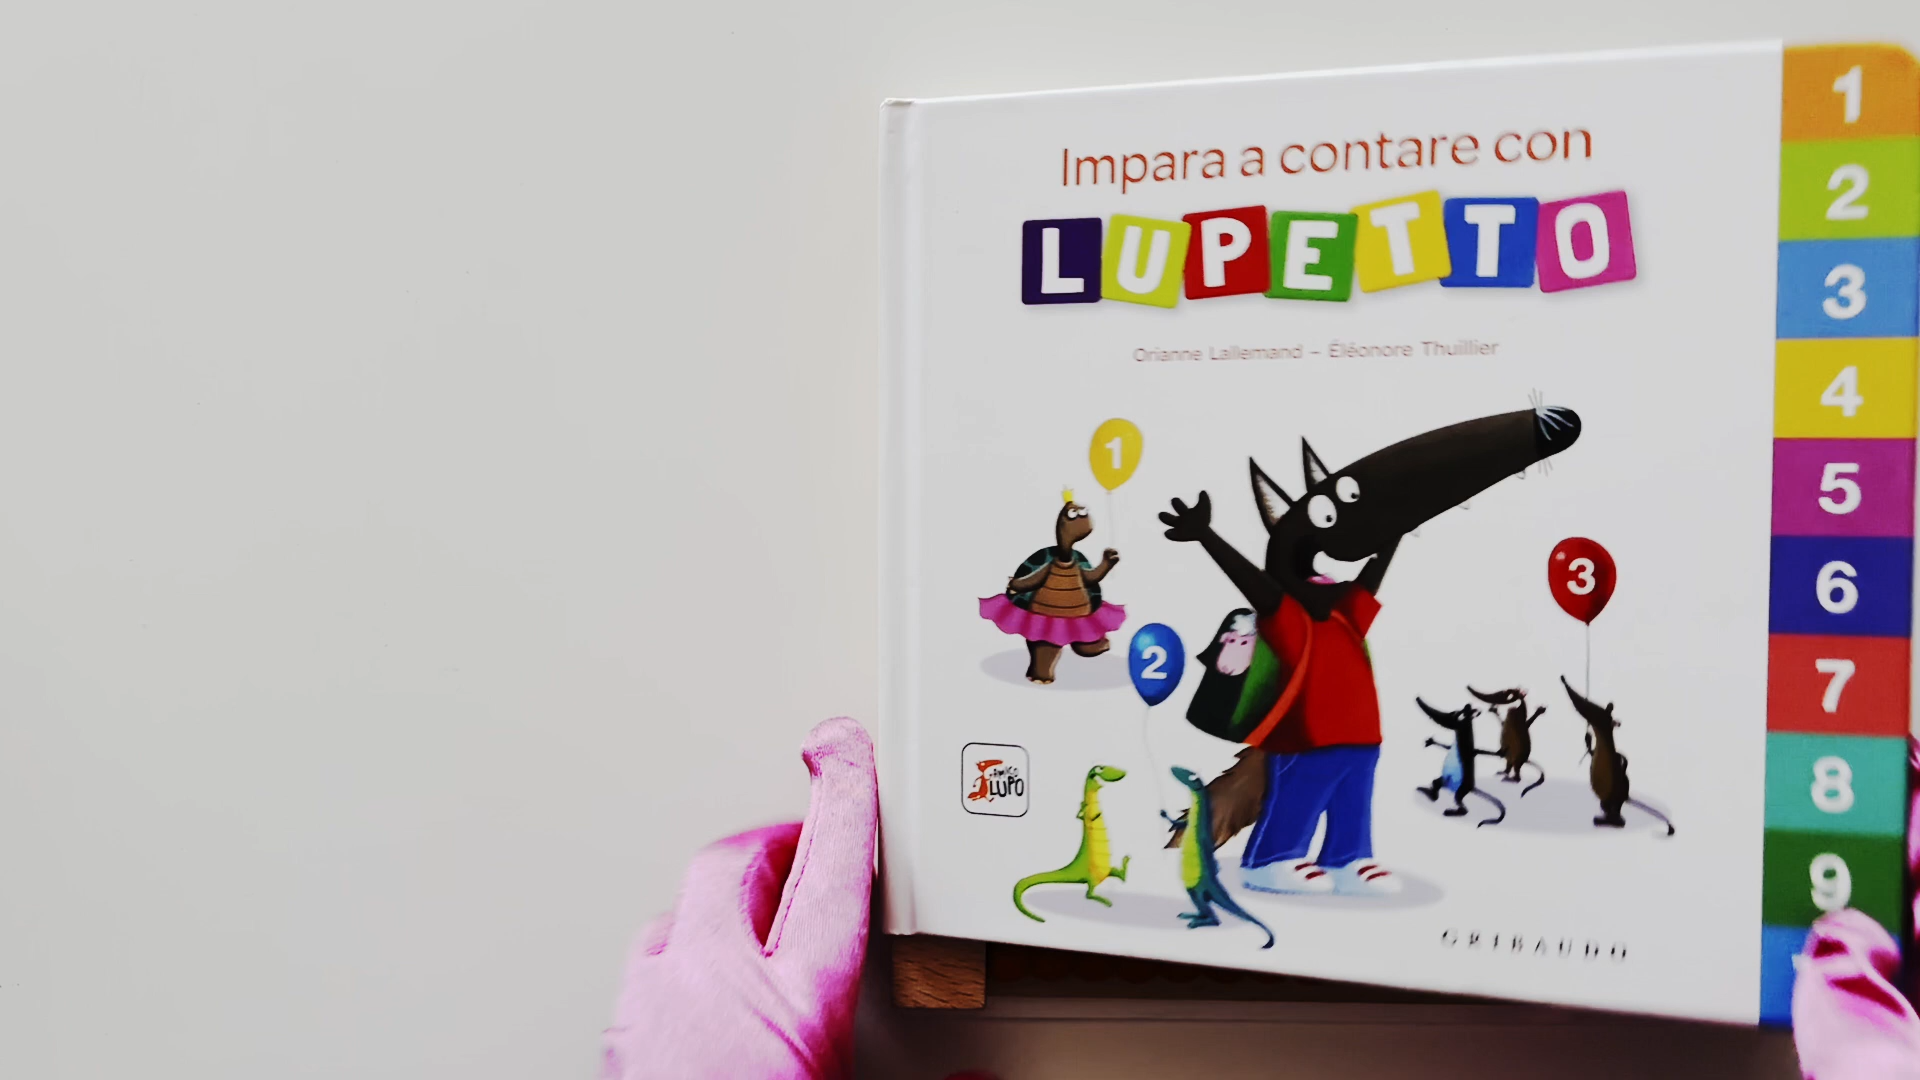 Impara a contare con
LUPETTO
Orianne Lallemand – Éléonore Thuillier
1
2
3
AMICO
LUPO
GRIBAUDO
1
2
3
4
5
6
7
8
9